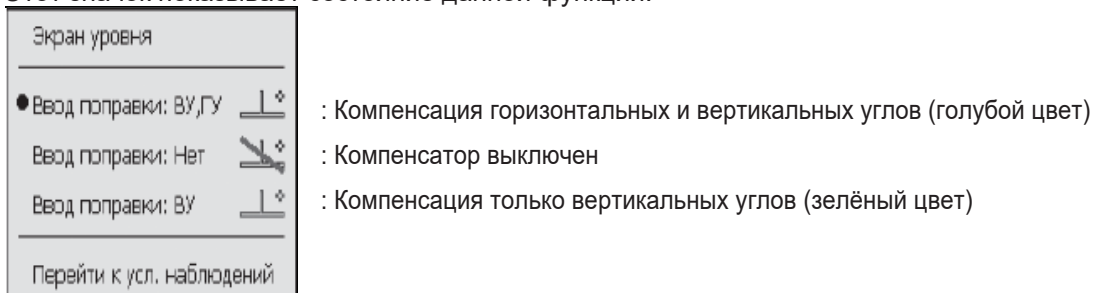 Этот значок показывает состояние данной функции.
Экран уровня
Ввод поправки: ВУ,ГУ : Компенсация горизонтальных и вертикальных углов (голубой цвет)
Ввод поправки: Нет : Компенсатор выключен
Ввод поправки: ВУ : Компенсация только вертикальных углов (зелёный цвет)
Перейти к усл. наблюдений